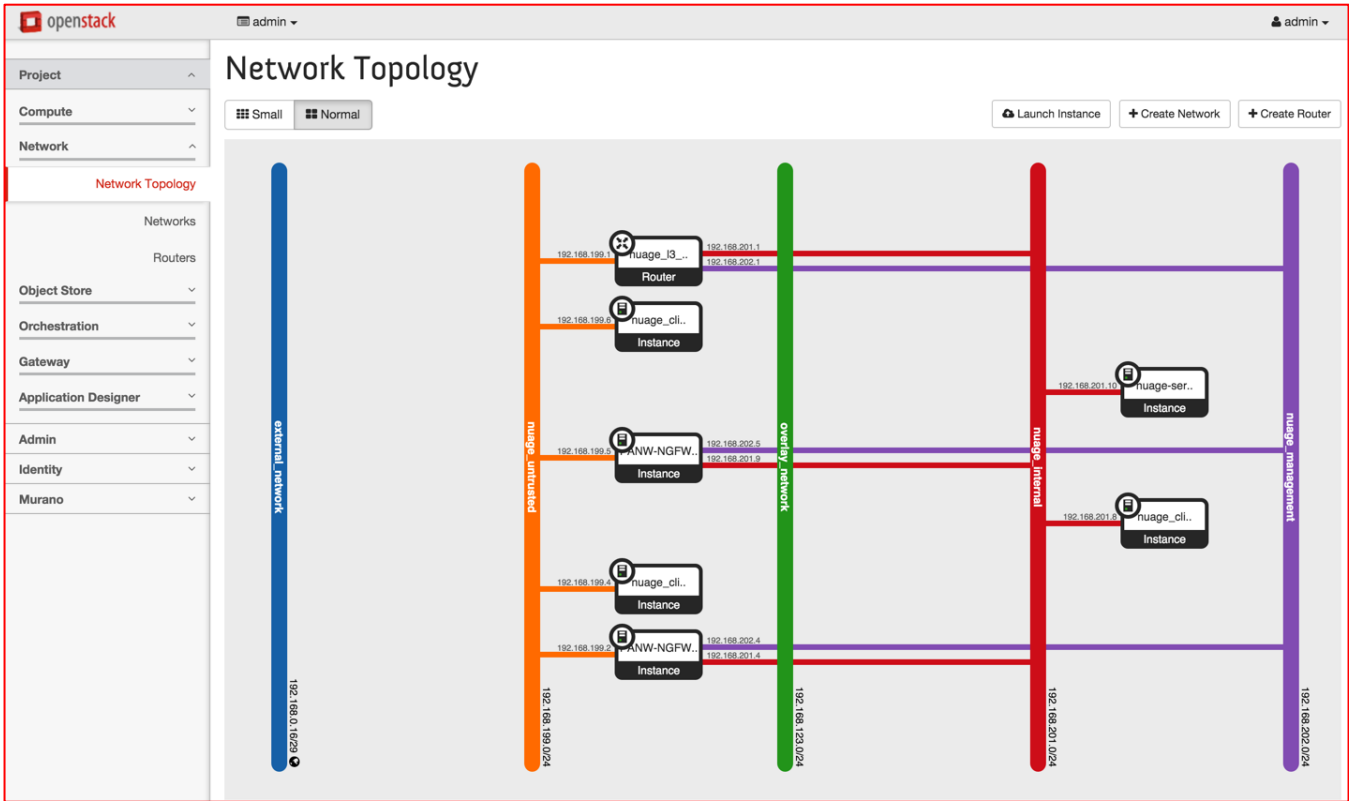 openstack
admin
admin
Project
Compute
Network
Network Topology
Networks
Routers
Object Store
Orchestration
Gateway
Application Designer
Admin
Identity
Murano
Network Topology
Small
Normal
Launch Instance
+ Create Network
+ Create Router
external_network
192.168.0.16/29
nuage_untrusted
192.168.199.0/24
overlay_network
192.168.123.0/24
nuage_internal
192.168.201.0/24
nuage_management
192.168.202.0/24
192.168.199.1
nuage_l3_..
Router
192.168.201.1
192.168.202.1
192.168.199.6
nuage_cli..
Instance
192.168.201.10
nuage-ser..
Instance
192.168.199.5
PANW-NGFW..
Instance
192.168.202.5
192.168.201.9
192.168.201.8
nuage_cli..
Instance
192.168.199.4
nuage_cli..
Instance
192.168.199.2
PANW-NGFW..
Instance
192.168.202.4
192.168.201.4